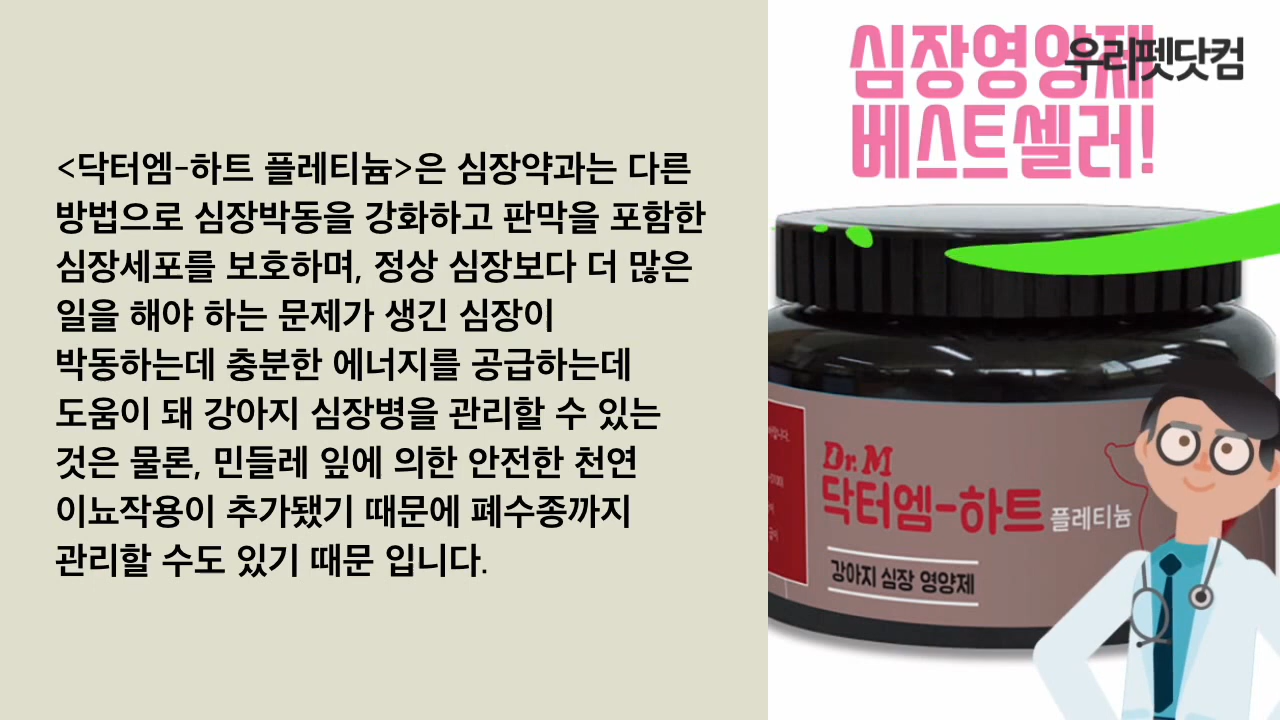 <닥터엠-하트 플레티늄>은 심장약과는 다른
방법으로 심장박동을 강화하고 판막을 포함한
심장세포를 보호하며, 정상 심장보다 더 많은
일을 해야 하는 문제가 생긴 심장이
박동하는데 충분한 에너지를 공급하는데
도움이 돼 강아지 심장병을 관리할 수 있는
것은 물론, 민들레 잎에 의한 안전한 천연
이뇨작용이 추가됐기 때문에 폐수종까지
관리할 수도 있기 때문 입니다.
심장영양제
우리펫닷컴
베스트셀러!
Dr.M
닥터엠-하트 플레티늄
강아지 심장 영양제